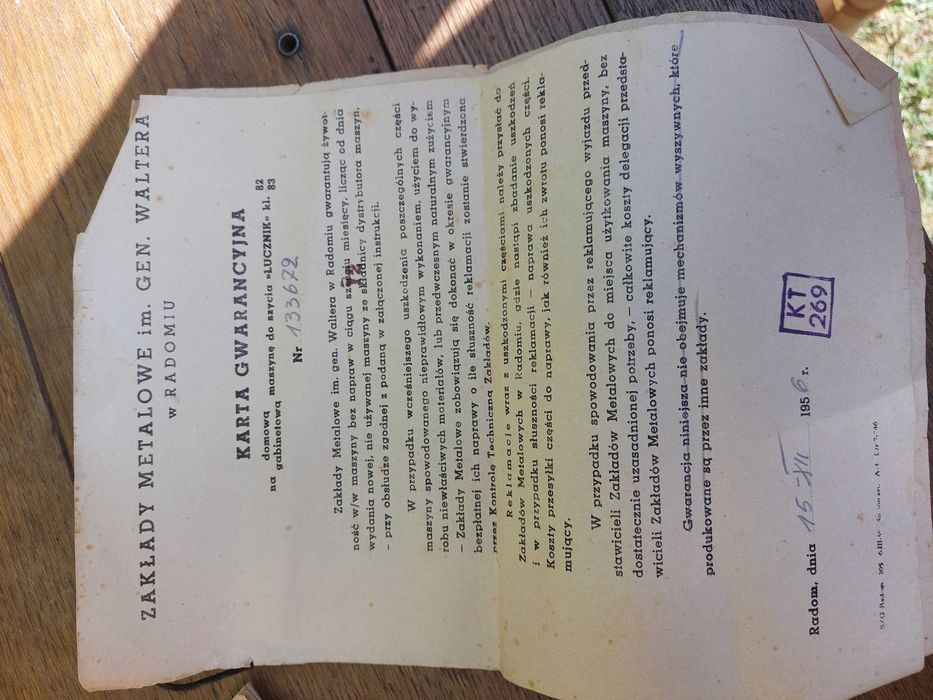 ZAKŁADY METALOWE im. GEN. WALTERA
w RADOMIU
KARTA GWARANCYJNA
na domową maszynę do szycia »ŁUCZNIK« kl. 82
gabinetową 83
Nr 133672
Zakłady Metalowe im. gen. Waltera w Radomiu gwarantują żywot-
ność w/w maszyny bez napraw w ciągu sześciu miesięcy, licząc od dnia
12
wydania nowej, nie używanej maszyny ze składnicy dystrybutora maszyn,
– przy obsłudze zgodnej z podaną w załączonej instrukcji.
W przypadku wcześniejszego uszkodzenia poszczególnych części
maszyny spowodowanego nieprawidłowym wykonaniem, użyciem do wy-
robu niewłaściwych materiałów, lub przedwczesnym naturalnym zużyciem
– Zakłady Metalowe zobowiązują się dokonać w okresie gwarancyjnym
bezpłatnej ich naprawy o ile słuszność reklamacji zostanie stwierdzona
przez Kontrolę Techniczną Zakładów.
Reklamacje wraz z uszkodzonymi częściami należy przysłać do
Zakładów Metalowych w Radomiu, gdzie nastąpi zbadanie uszkodzeń
i w przypadku słuszności reklamacji – naprawa uszkodzonych części.
Koszty przesyłki części do naprawy, jak również ich zwrotu ponosi rekla-
mujący.
W przypadku spowodowania przez reklamującego wyjazdu przed-
stawicieli Zakładów Metalowych do miejsca użytkowania maszyny, bez
dostatecznie uzasadnionej potrzeby, – całkowite koszty delegacji przedsta-
wicieli Zakładów Metalowych ponosi reklamujący.
Gwarancja niniejsza nie obejmuje mechanizmów wyszywnych, które
produkowane są przez inne zakłady.
KT
269
Radom, dnia 15-XII 1956 r.